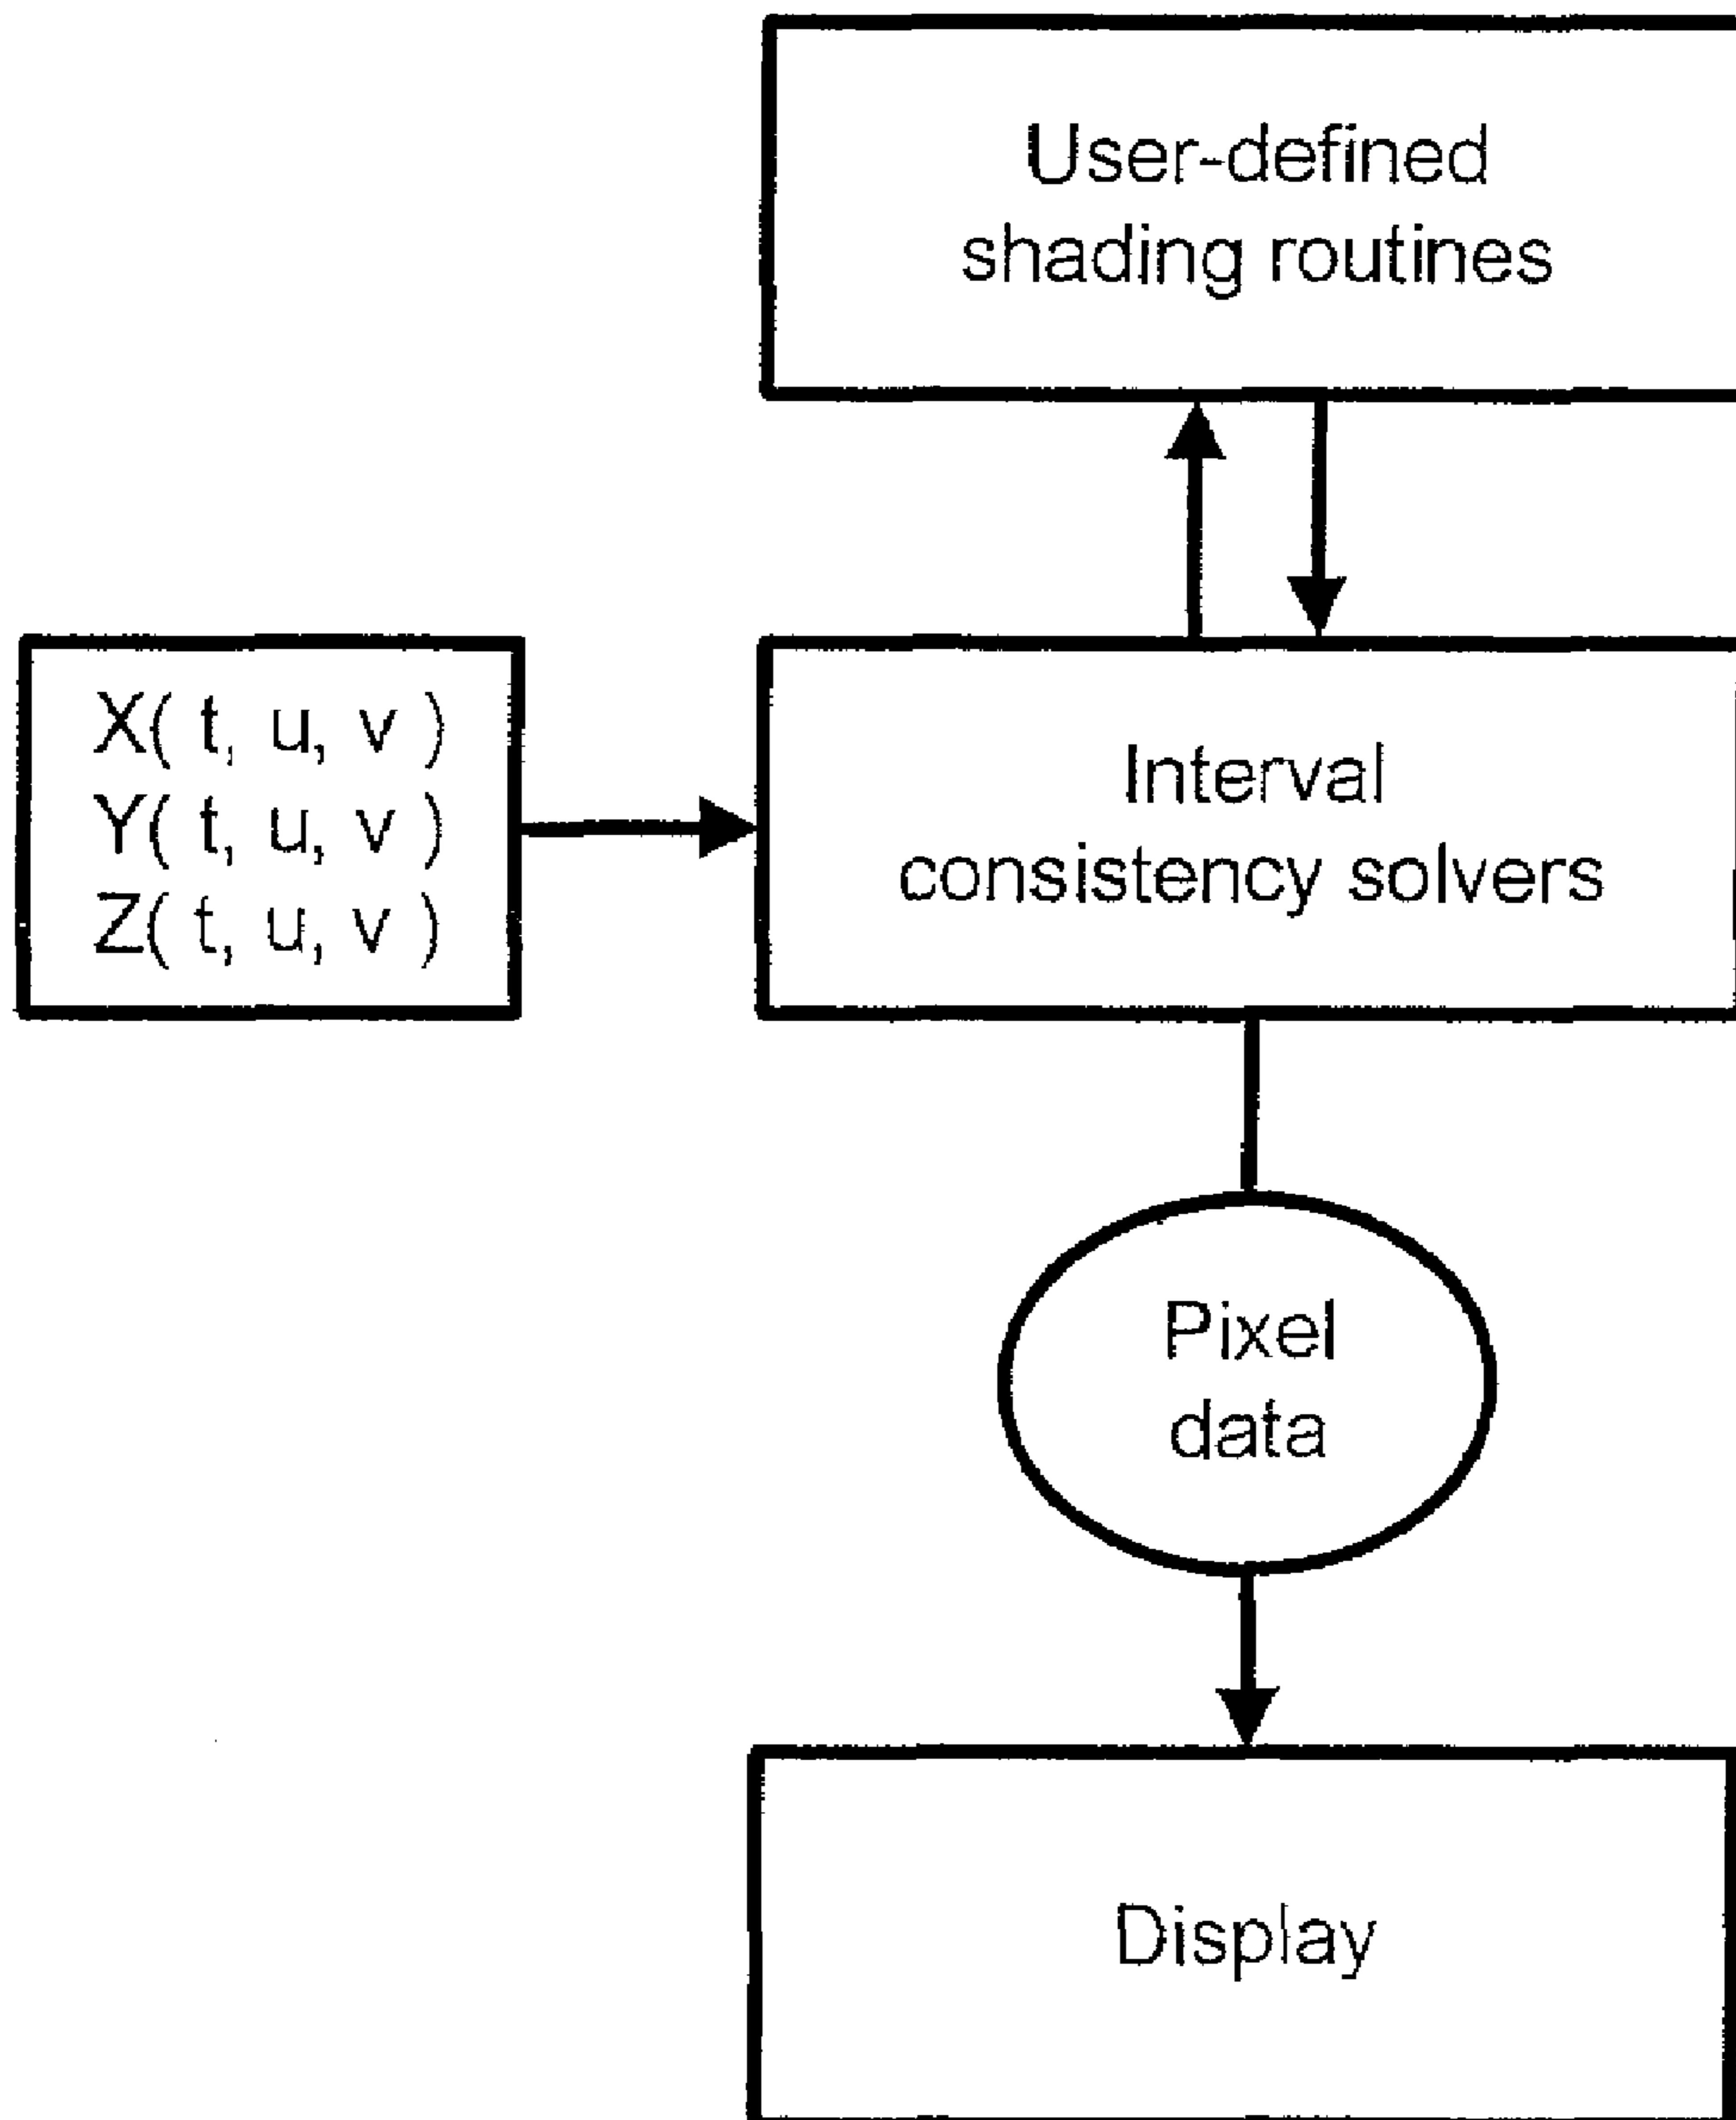 User-defined
shading routines
X( t, u, v )
Y( t, u, v )
Z( t, u, v )
Interval
consistency solvers
Pixel
data
Display